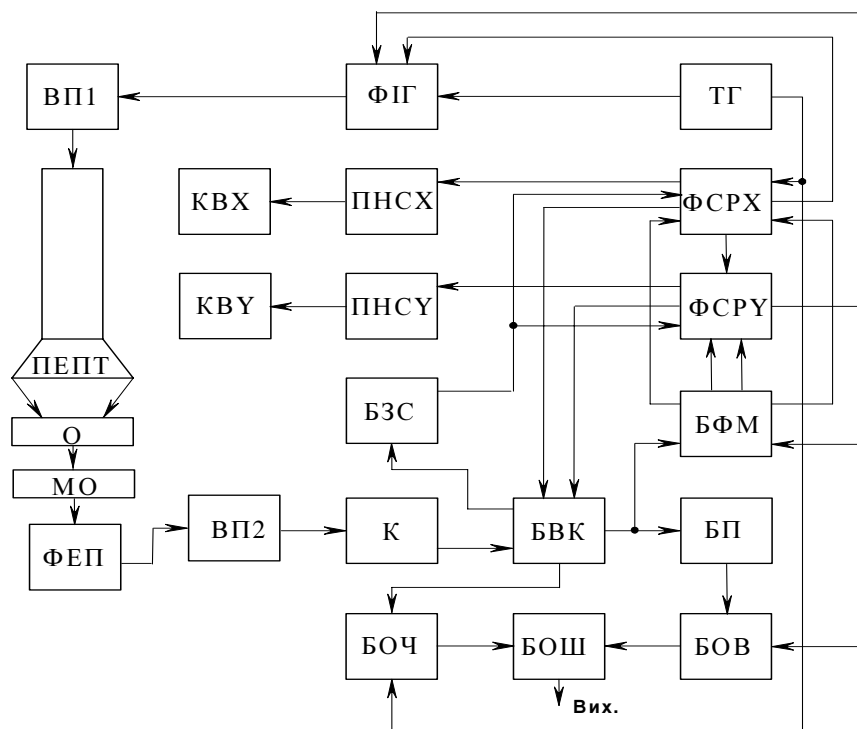 ВП1
ФІГ
ТГ
КВХ
ПНСХ
ФСРХ
КВY
ПНСY
ФСРY
ПЕПТ
БЗС
БФМ
О
МО
ФЕП
ВП2
К
БВК
БП
БОЧ
БОШ
БОВ
Вих.